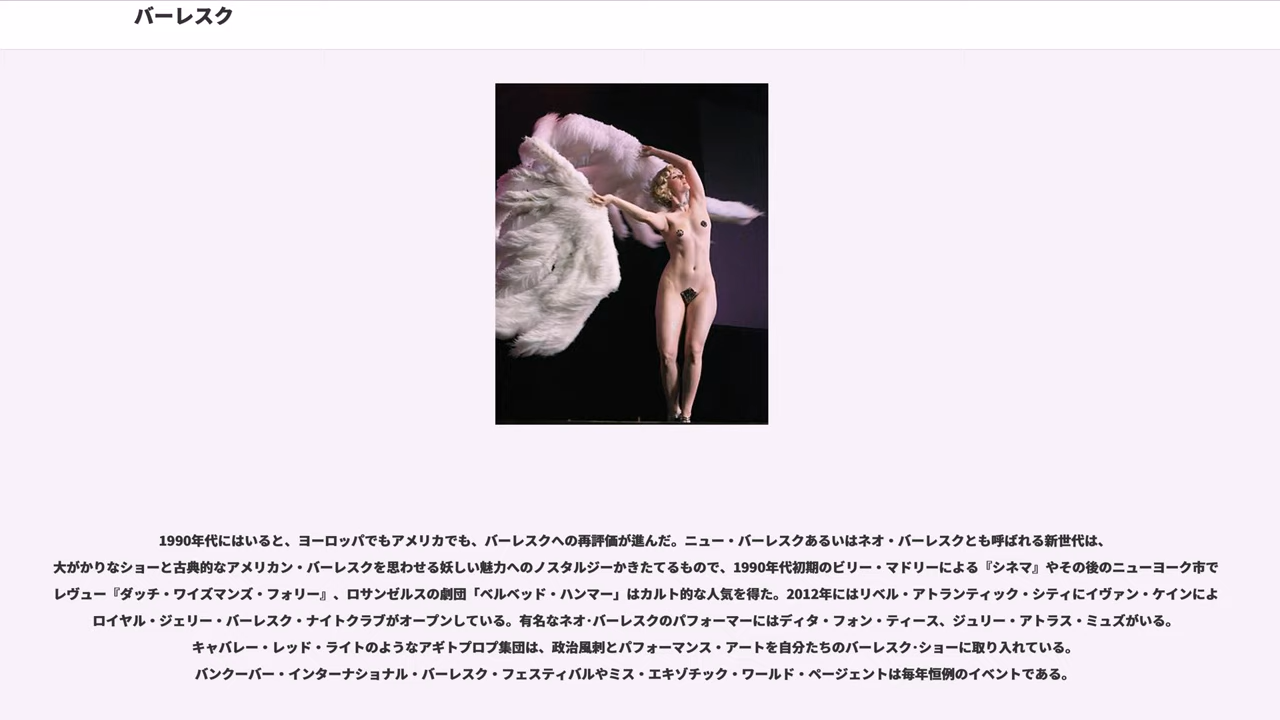 バーレスク
1990年代にはいると、ヨーロッパでもアメリカでも、バーレスクへの再評価が進んだ。ニュー・バーレスクあるいはネオ・バーレスクとも呼ばれる新世代は、
大がかりなショーと古典的なアメリカン・バーレスクを思わせる妖しい魅力へのノスタルジーかきたてるもので、1990年代初期のビリー・マドリーによる『シネマ』やその後のニューヨーク市で
レヴュー『ダッチ・ワイズマンズ・フォリー』、ロサンゼルスの劇団「ベルベッド・ハンマー」はカルト的な人気を得た。2012年にはリベル・アトランティック・シティにイヴァン・ケインによ
ロイヤル・ジェリー・バーレスク・ナイトクラブがオープンしている。有名なネオ·バーレスクのパフォーマーにはディタ・フォン・ティース、ジュリー・アトラス・ミュズがいる。
キャバレー・レッド・ライトのようなアギトプロプ集団は、政治風刺とパフォーマンス・アートを自分たちのバーレスク·ショーに取り入れている。
バンクーバー・インターナショナル・バーレスク・フェスティバルやミス・エキゾチック・ワールド・ページェントは毎年恒例のイベントである。